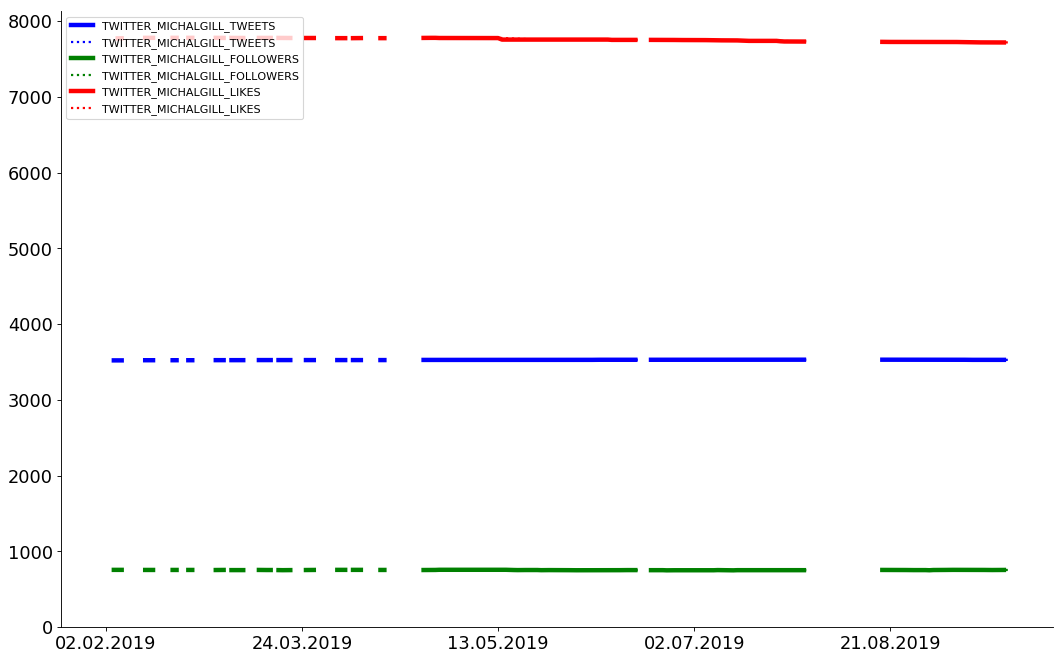 8000
7000
6000
5000
4000
3000
2000
1000
0
TWITTER_MICHALGILL_TWEETS
TWITTER_MICHALGILL_TWEETS
TWITTER_MICHALGILL_FOLLOWERS
TWITTER_MICHALGILL_FOLLOWERS
TWITTER_MICHALGILL_LIKES
TWITTER_MICHALGILL_LIKES
02.02.2019 24.03.2019 13.05.2019 02.07.2019 21.08.2019